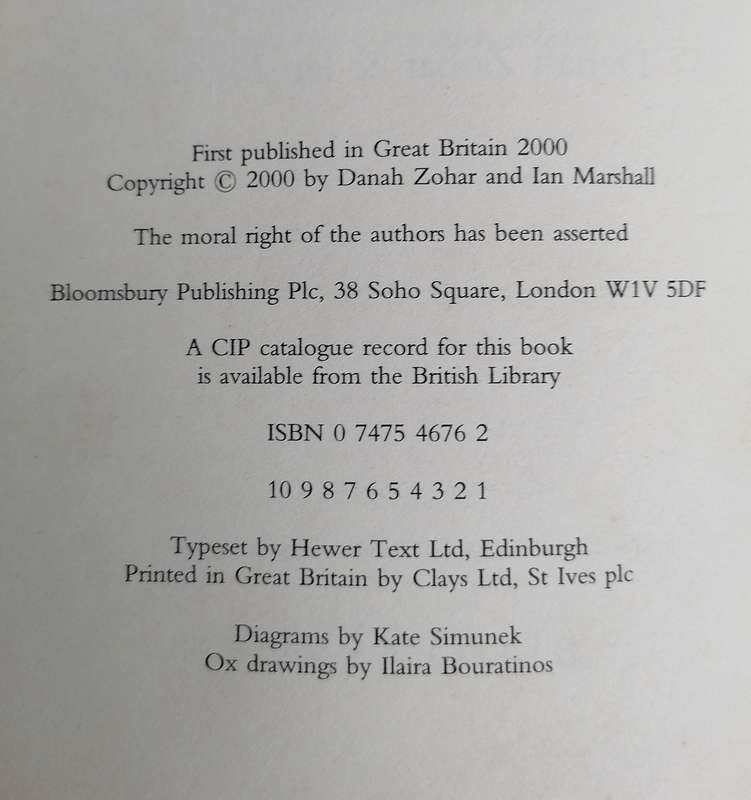 First published in Great Britain 2000
Copyright © 2000 by Danah Zohar and Ian Marshall
The moral right of the authors has been asserted
Bloomsbury Publishing Plc, 38 Soho Square, London W1V 5DF
A CIP catalogue record for this book
is available from the British Library
ISBN 0 7475 4676 2
10 9 8 7 6 5 4 3 2 1
Typeset by Hewer Text Ltd, Edinburgh
Printed in Great Britain by Clays Ltd, St Ives plc
Diagrams by Kate Simunek
Ox drawings by Ilaira Bouratinos